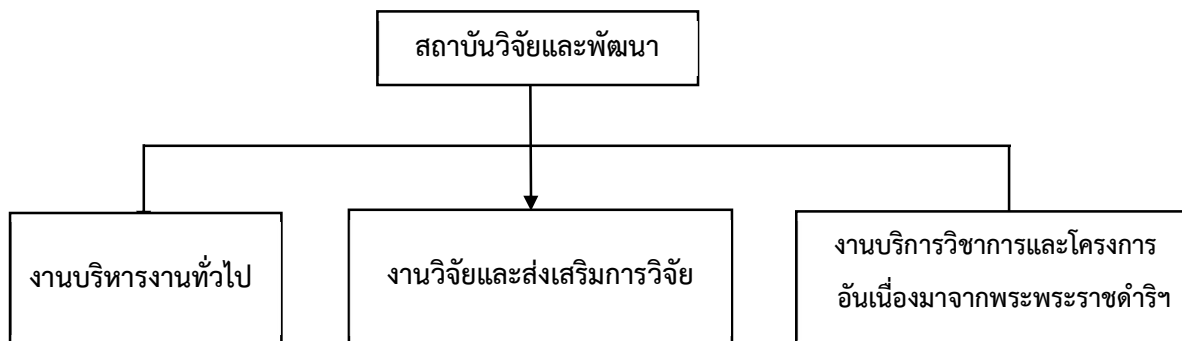 สถาบันวิจัยและพัฒนา
งานบริหารงานทั่วไป
งานวิจัยและส่งเสริมการวิจัย
งานบริการวิชาการและโครงการ
อันเนื่องมาจากพระพระราชดำริฯ